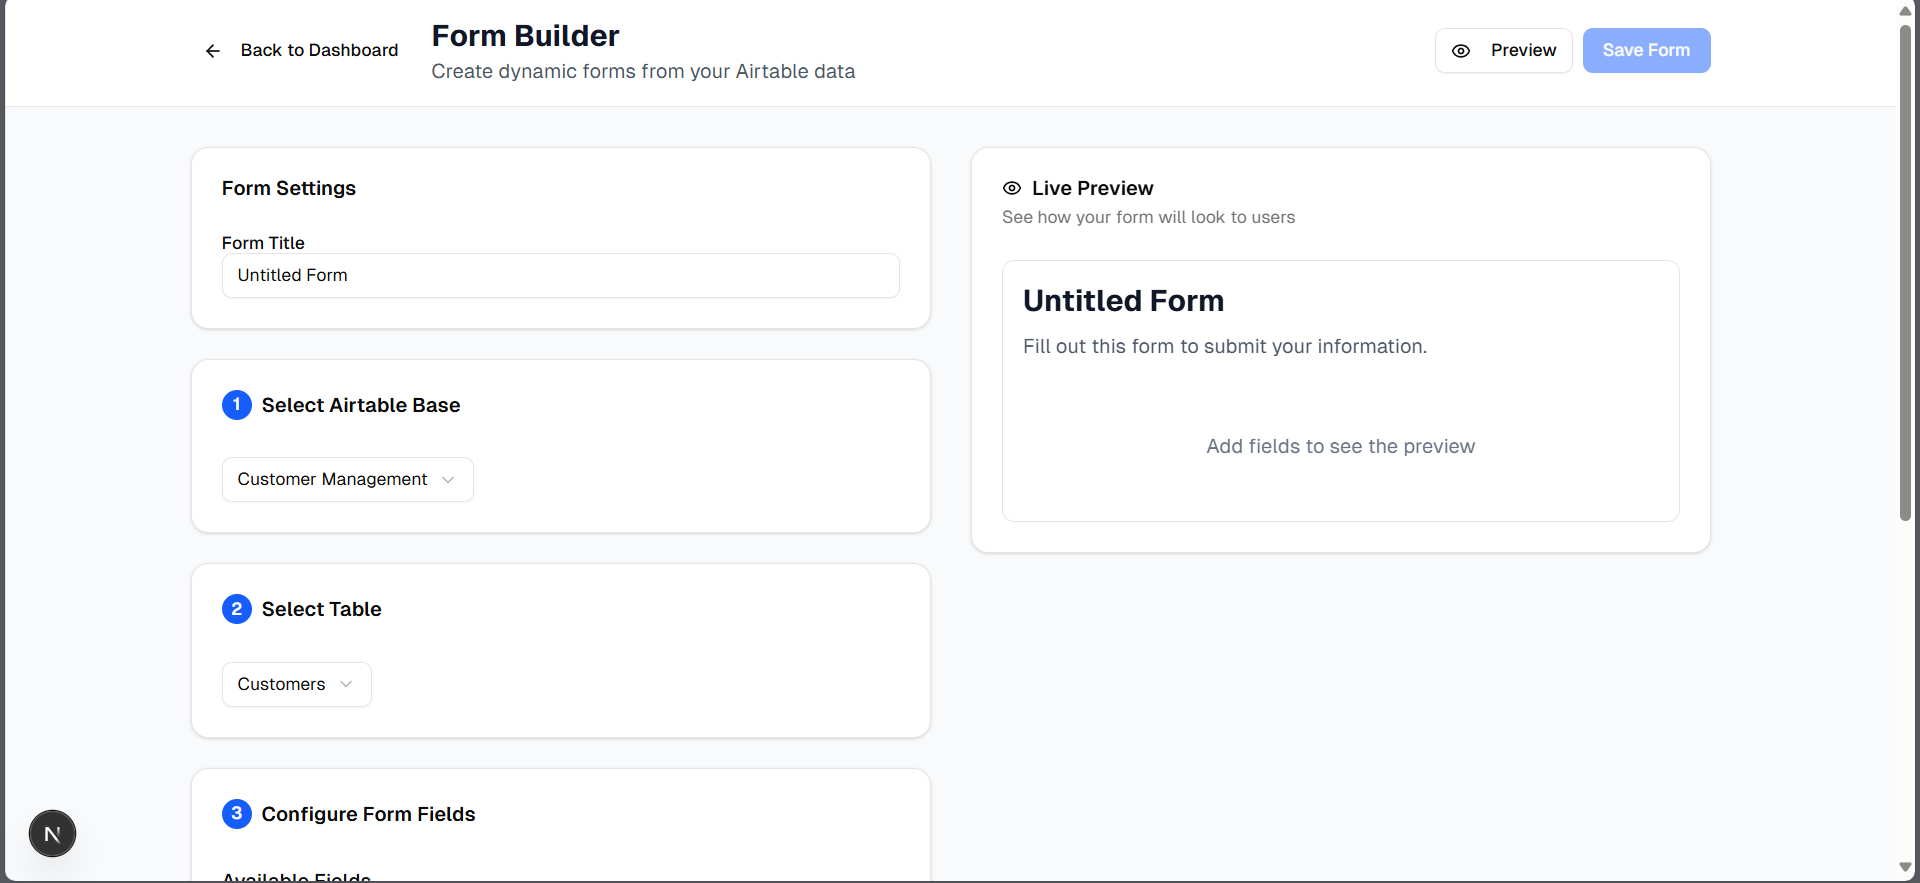 Back to Dashboard
Form Builder
Create dynamic forms from your Airtable data
Preview
Save Form
Form Settings
Form Title
Untitled Form
1 Select Airtable Base
Customer Management
2 Select Table
Customers
3 Configure Form Fields
Available Fields
Live Preview
See how your form will look to users
Untitled Form
Fill out this form to submit your information.
Add fields to see the preview
N